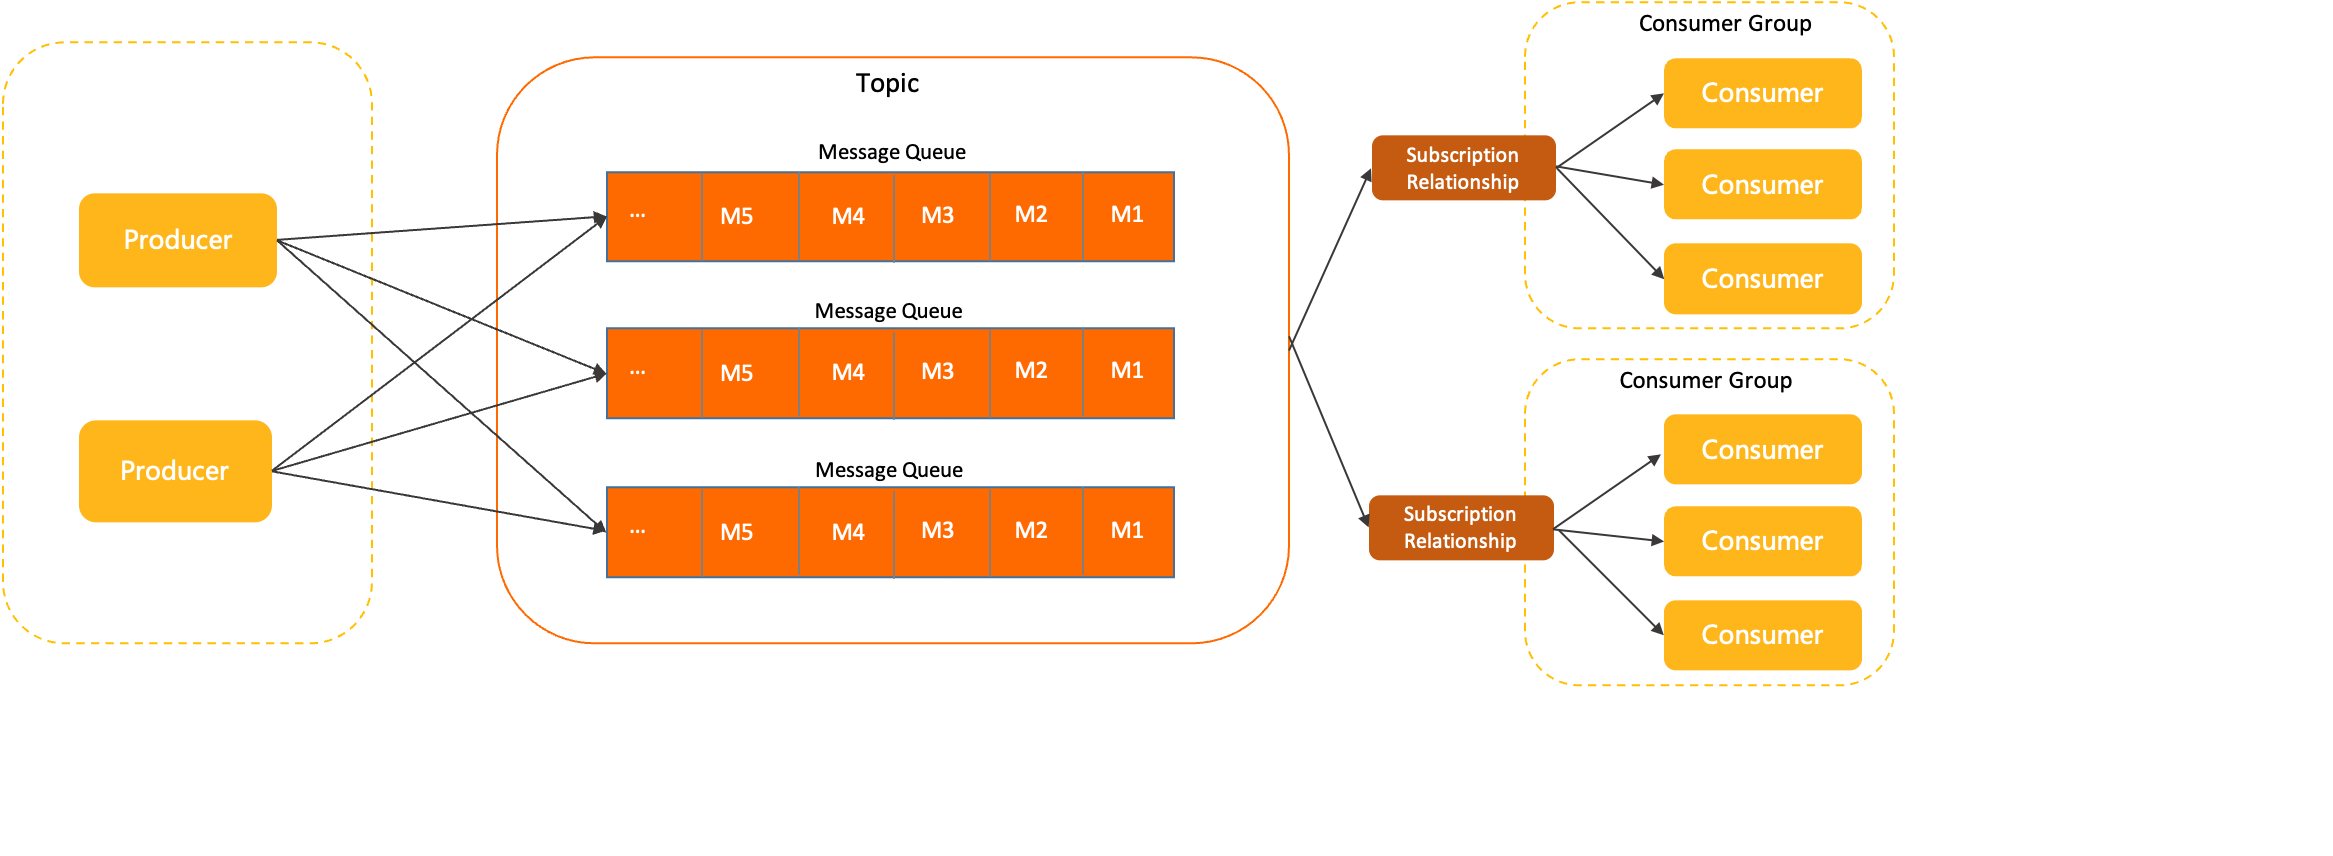 Producer
Producer
Topic
Message Queue
... M5 M4 M3 M2 M1
Message Queue
... M5 M4 M3 M2 M1
Message Queue
... M5 M4 M3 M2 M1
Subscription
Relationship
Consumer Group
Consumer
Consumer
Consumer
Subscription
Relationship
Consumer Group
Consumer
Consumer
Consumer